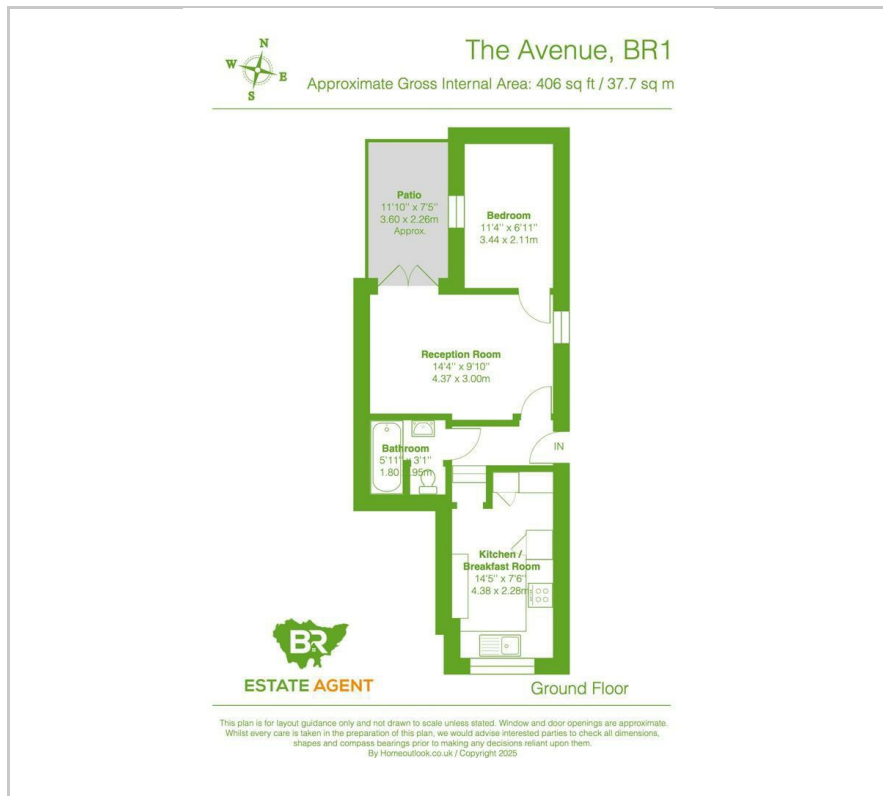 N
W
E
S
The Avenue, BR1
Approximate Gross Internal Area: 406 sq ft / 37.7 sq m
Patio
11'10" x 7'5"
3.60 x 2.26m
Approx.
Bedroom
11'4" x 6'11"
3.44 x 2.11m
Reception Room
14'4" x 9'10"
4.37 x 3.00m
IN
Bathroom
5'11" x 3'1"
1.80 .95m
Kitchen /
Breakfast Room
14'5" x 7'6"
4.38 x 2.28m
BR
ESTATE AGENT
Ground Floor
This plan is for layout guidance only and not drawn to scale unless stated. Window and door openings are approximate.
Whilst every care is taken in the preparation of this plan, we would advise interested parties to check all dimensions,
shapes and compass bearings prior to making any decisions reliant upon them.
By Homeoutlook.co.uk / Copyright 2025